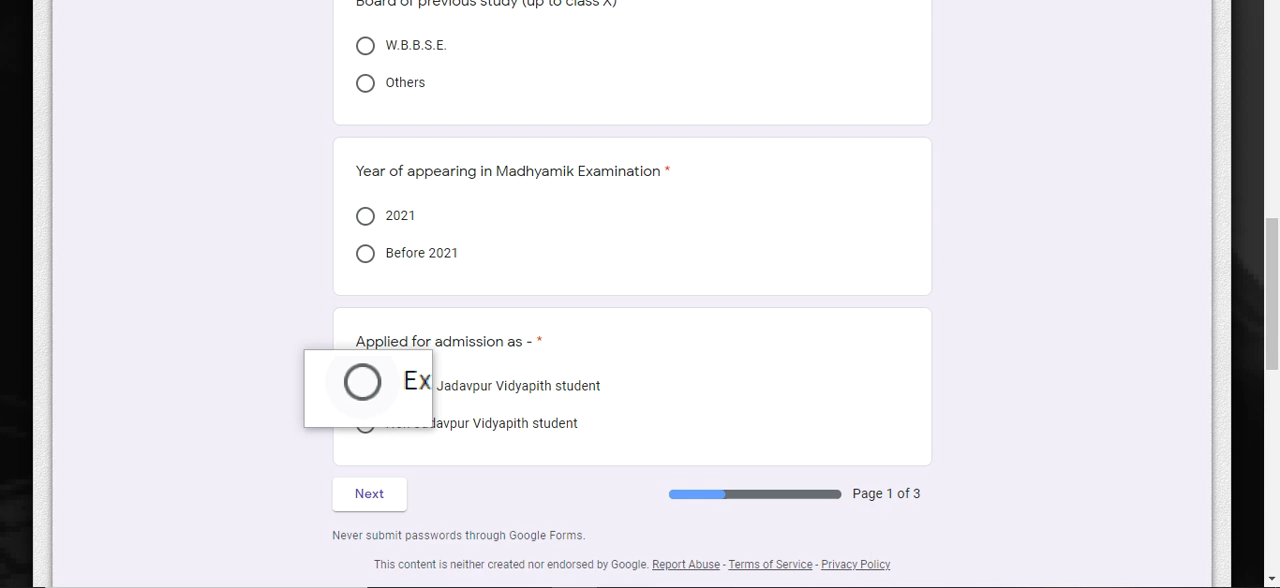 Board of previous study (up to class X)
W.B.B.S.E.
Others
Year of appearing in Madhyamik Examination *
2021
Before 2021
Applied for admission as - *
Ex
Jadavpur Vidyapith student
Vidyapith student
Next
Page 1 of 3
Never submit passwords through Google Forms.
This content is neither created nor endorsed by Google. Report Abuse - Terms of Service - Privacy Policy